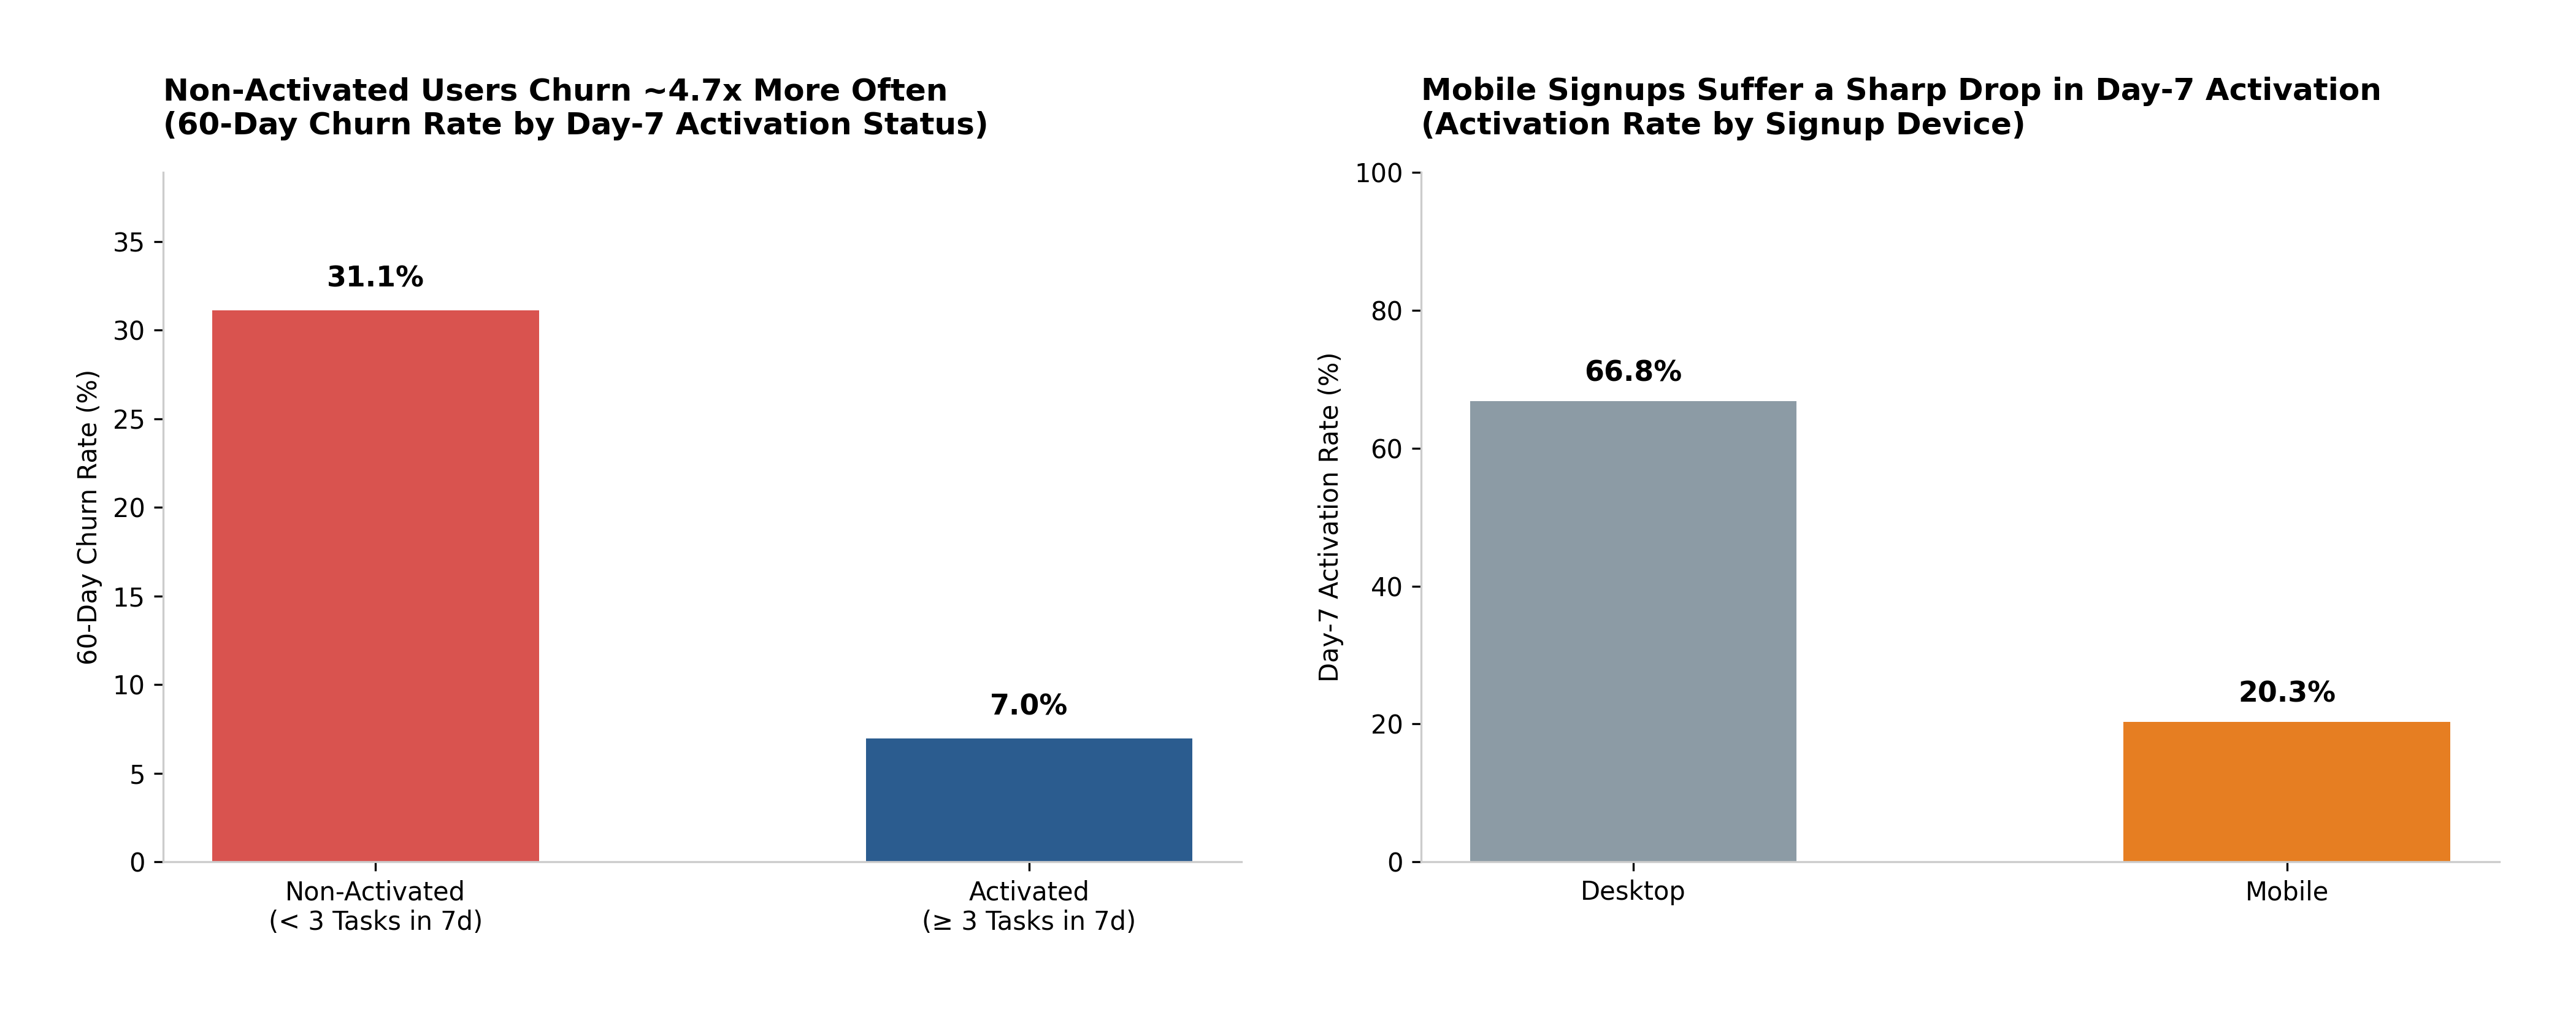 Non-Activated Users Churn ~4.7x More Often
(60-Day Churn Rate by Day-7 Activation Status)
60-Day Churn Rate (%)
35
30
25
20
15
10
5
0
31.1%
7.0%
Non-Activated
(< 3 Tasks in 7d)
Activated
(≥ 3 Tasks in 7d)
Mobile Signups Suffer a Sharp Drop in Day-7 Activation
(Activation Rate by Signup Device)
Day-7 Activation Rate (%)
100
80
60
40
20
0
66.8%
20.3%
Desktop
Mobile